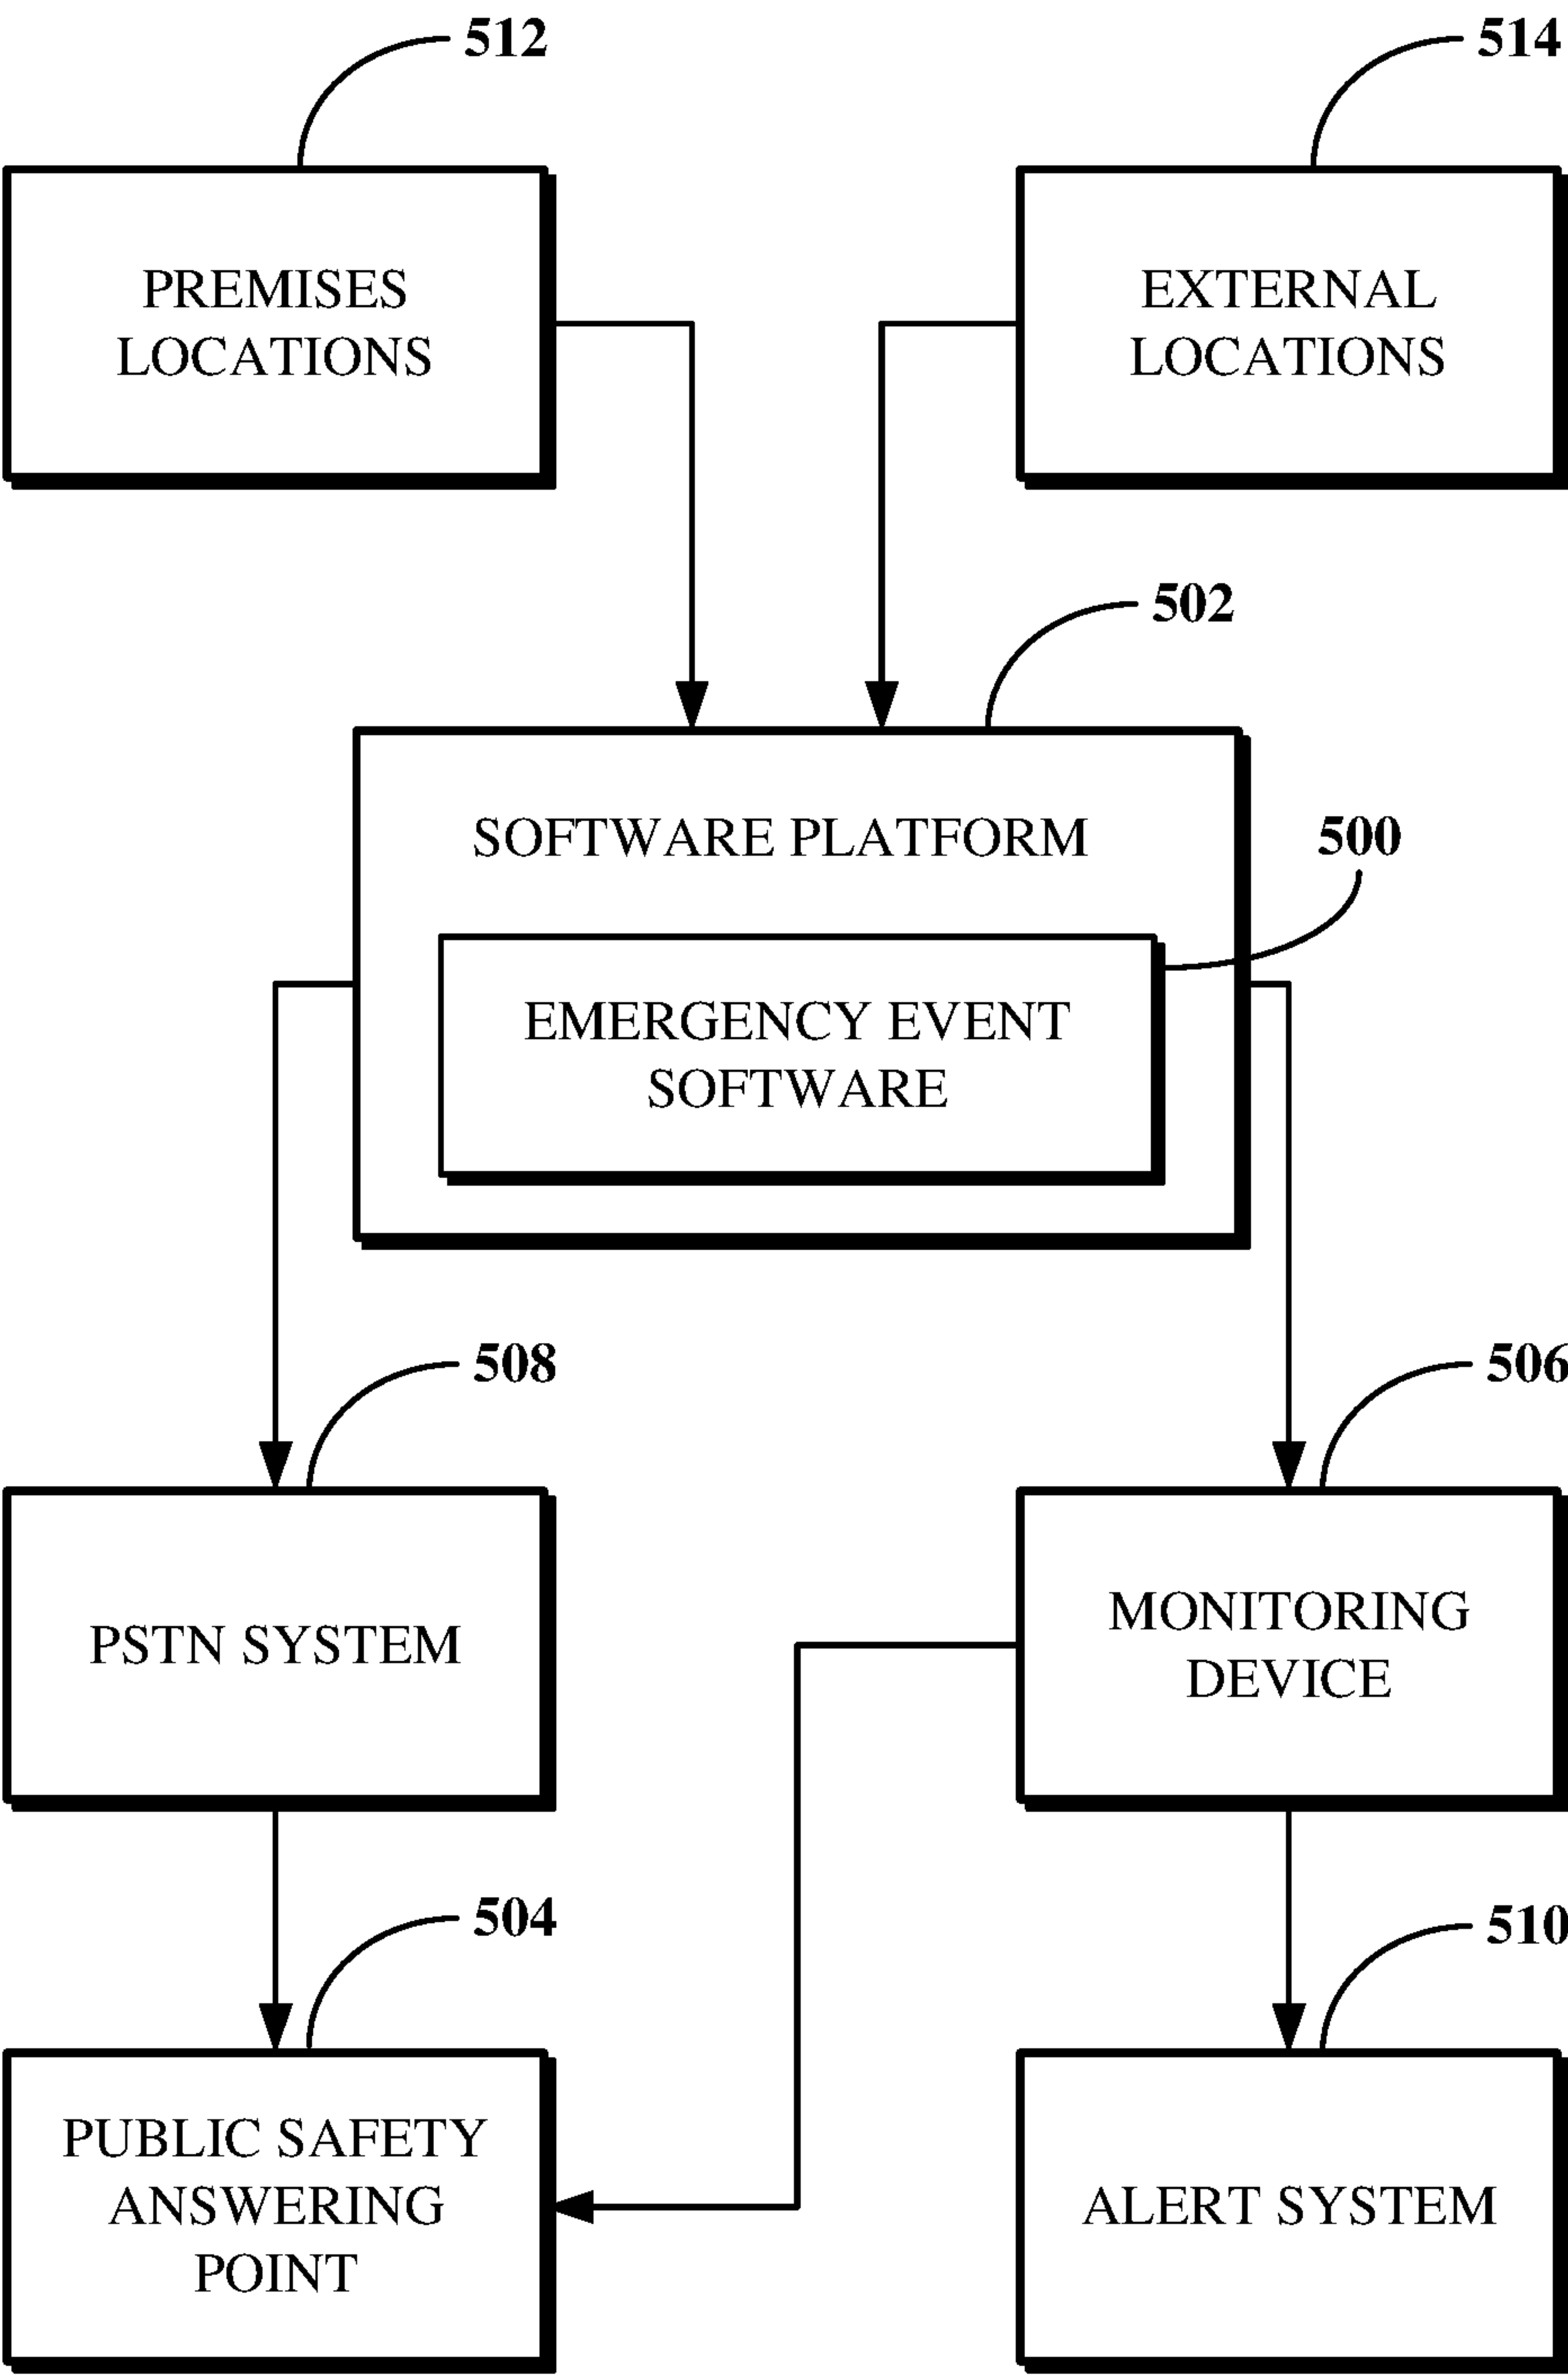 512
514
PREMISES
LOCATIONS
EXTERNAL
LOCATIONS
502
SOFTWARE PLATFORM
500
EMERGENCY EVENT
SOFTWARE
508
506
PSTN SYSTEM
MONITORING
DEVICE
504
510
PUBLIC SAFETY
ANSWERING
POINT
ALERT SYSTEM